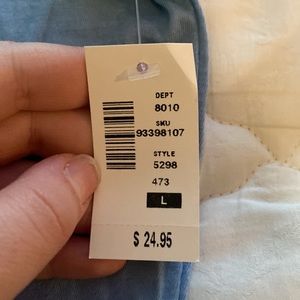 DEPT
8010
SKU
93398107
STYLE
5298
473
L
$ 24.95